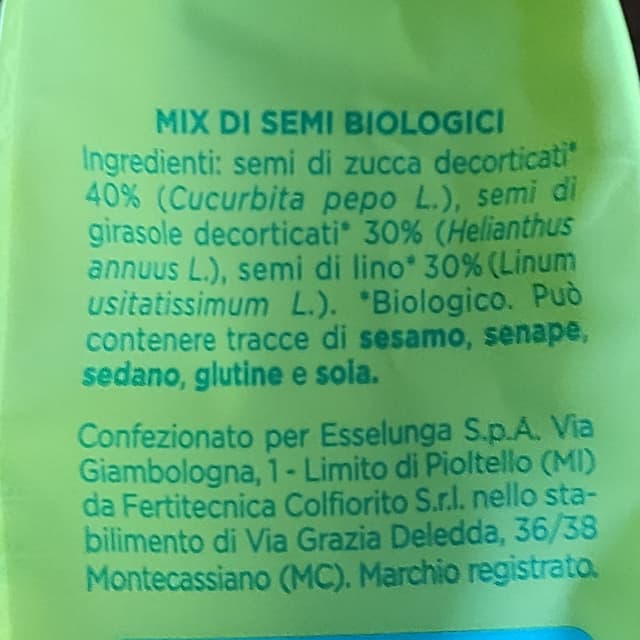 MIX DI SEMI BIOLOGICI
Ingredienti: semi di zucca decorticati*
40% (Cucurbita pepo L.), semi di
girasole decorticati* 30% (Helianthus
annuus L.), semi di lino* 30% (Linum
usitatissimum L.). *Biologico. Può
contenere tracce di sesamo, senape,
sedano, glutine e soia.
Confezionato per Esselunga S.p.A. Via
Giambologna, 1 - Limito di Pioltello (MI)
da Fertitecnica Colfiorito S.r.l. nello sta-
bilimento di Via Grazia Deledda, 36/38
Montecassiano (MC). Marchio registrato.